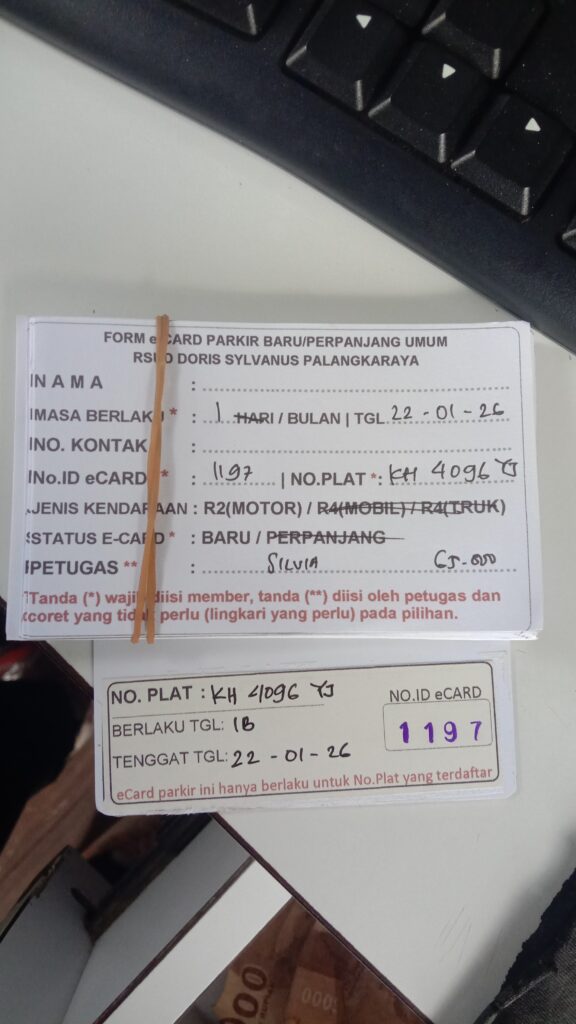 FORM eCARD PARKIR BARU/PERPANJANG UMUM
RSUD DORIS SYLVANUS PALANGKARAYA
N A M A : 
MASA BERLAKU * : 1 HARI / BULAN | TGL 22 - 01 - 26
NO. KONTAK : 
No.ID eCARD * : 1197 | NO.PLAT *: KH 4096 YJ
JENIS KENDARAAN : R2(MOTOR) / R4(MOBIL) / R4(TRUK)
STATUS E-CARD * : BARU / PERPANJANG
PETUGAS ** : SILVIA
Tanda (*) wajib diisi member, tanda (**) diisi oleh petugas dan
coret yang tidak perlu (lingkari yang perlu) pada pilihan.
NO. PLAT : KH 4096 YJ NO.ID eCARD
BERLAKU TGL: 1B 1197
TENGGAT TGL: 22 - 01 - 26
eCard parkir ini hanya berlaku untuk No.Plat yang terdaftar
000
000